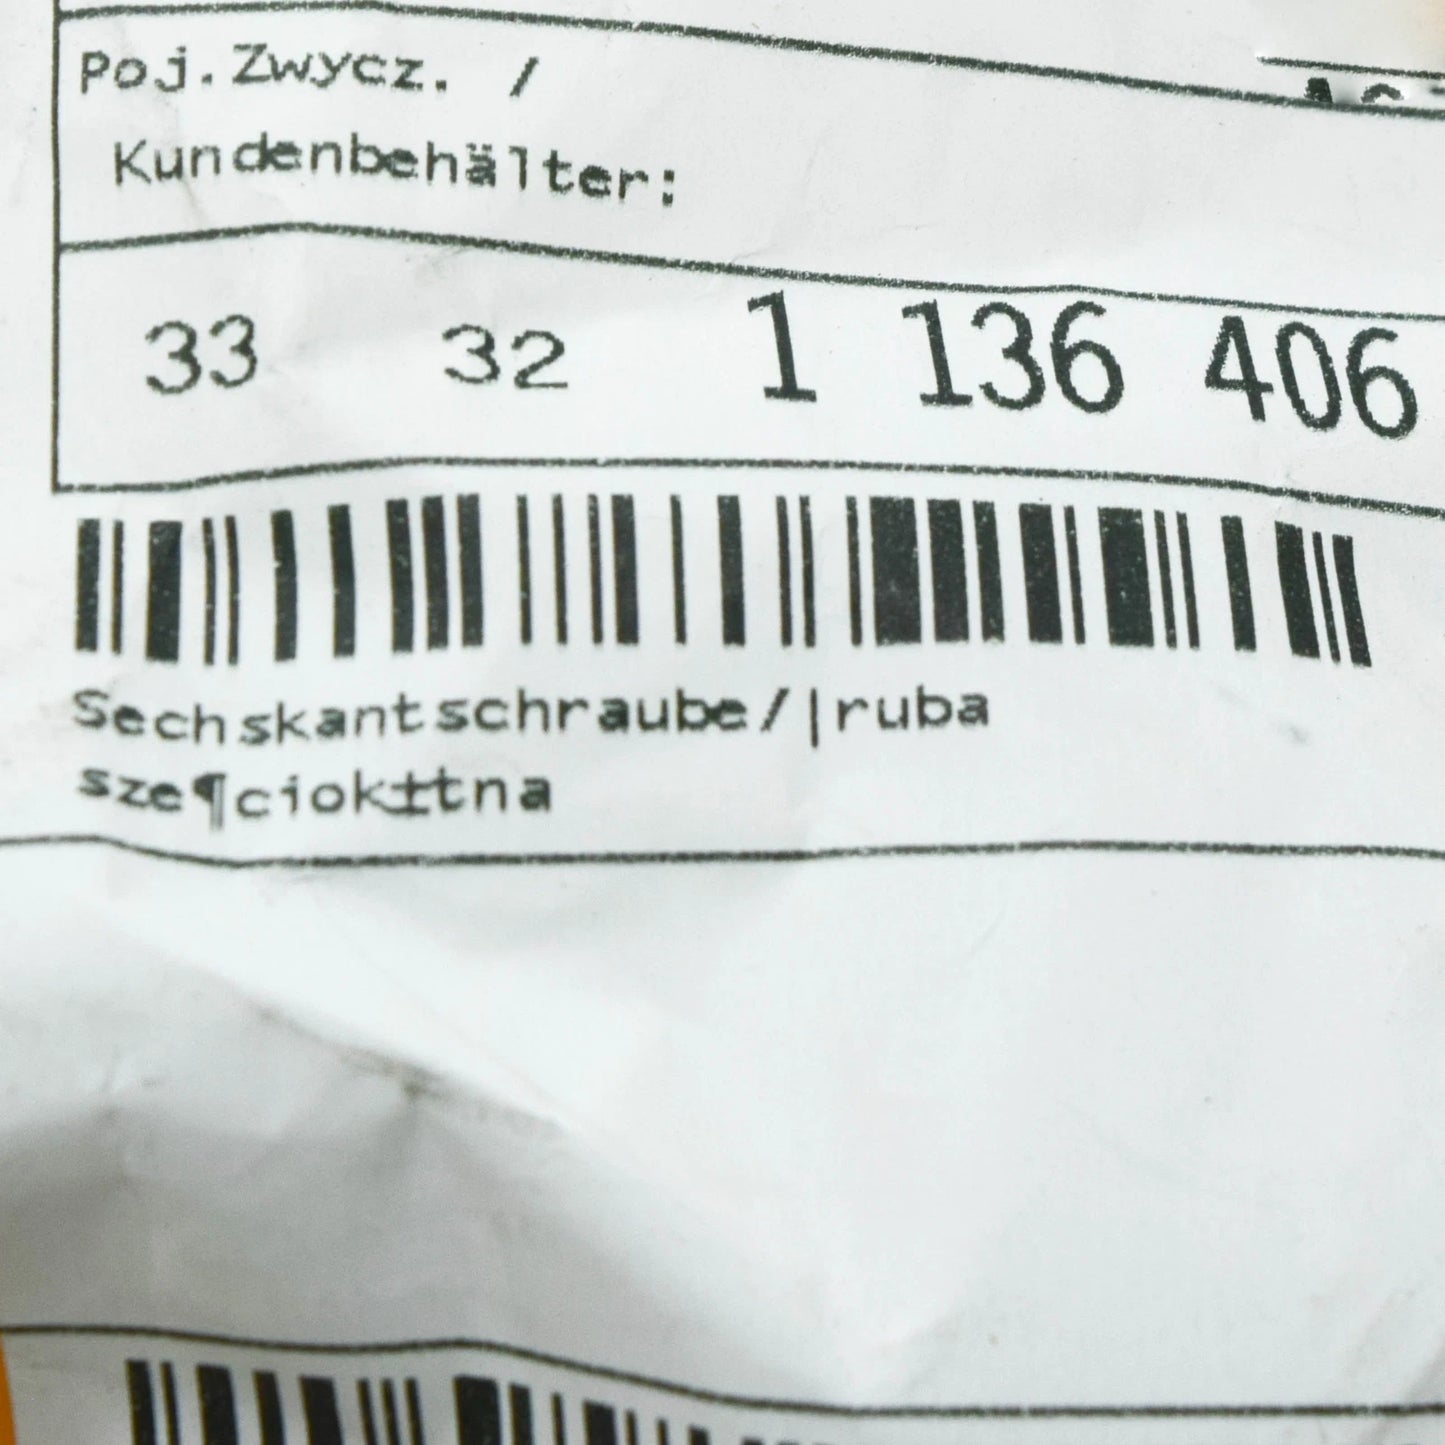 Poj.Zwycz. /
Kundenbehälter:
33 32 1 136 406
Sechskantschraube/|ruba
sze¶ciok±tna